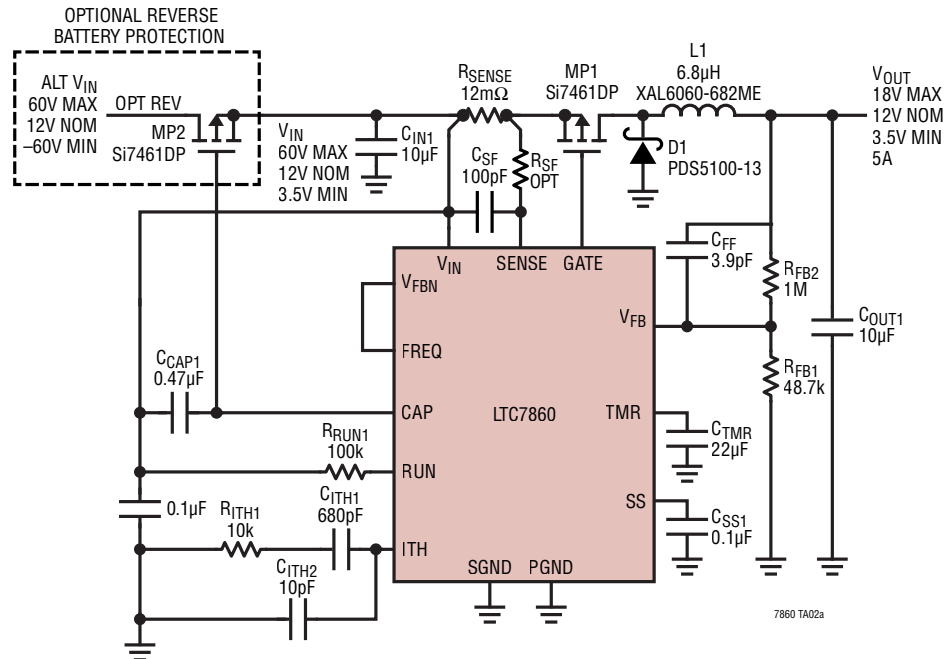 OPTIONAL REVERSE
BATTERY PROTECTION
ALT VIN
60V MAX
12V NOM
–60V MIN
OPT REV
MP2
Si7461DP
VIN
60V MAX
12V NOM
3.5V MIN
CIN1
10µF
RSENSE
12mΩ
CSF
100pF
RSF
OPT
MP1
Si7461DP
L1
6.8µH
XAL6060-682ME
D1
PDS5100-13
VOUT
18V MAX
12V NOM
3.5V MIN
5A
VIN
SENSE
GATE
VFBN
FREQ
CAP
RUN
ITH
LTC7860
VFB
TMR
SS
SGND
PGND
CFF
3.9pF
RFB2
1M
RFB1
48.7k
COUT1
10µF
CTMR
22µF
CSS1
0.1µF
CCAP1
0.47µF
RRUN1
100k
0.1µF
RITH1
10k
CITH1
680pF
CITH2
10pF
7860 TA02a